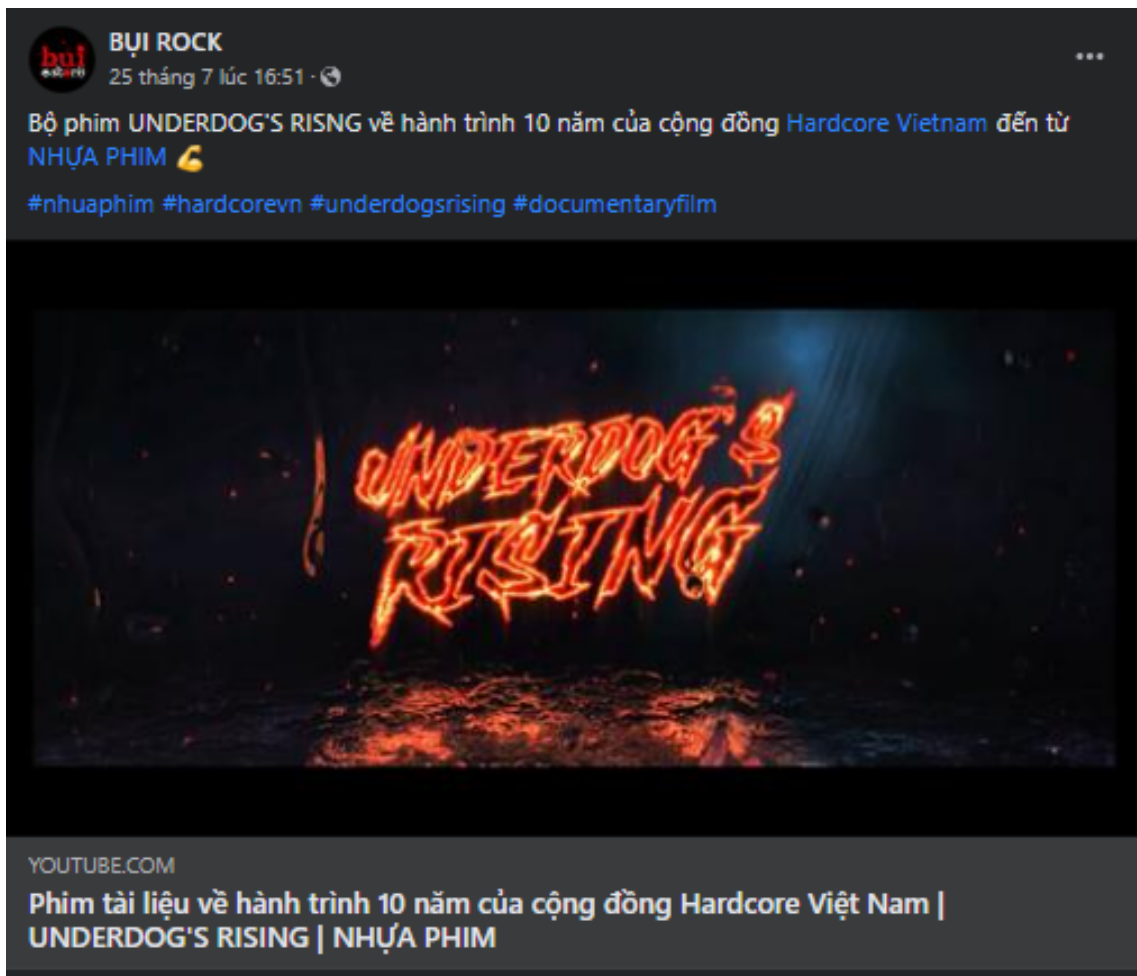 bụi
BỤI ROCK
25 tháng 7 lúc 16:51 ·
Bộ phim UNDERDOG'S RISNG về hành trình 10 năm của cộng đồng Hardcore Vietnam đến từ
NHỰA PHIM 💪
#nhuaphim #hardcorevn #underdogsrising #documentaryfilm
UNDERDOG'S
RISING
YOUTUBE.COM
Phim tài liệu về hành trình 10 năm của cộng đồng Hardcore Việt Nam |
UNDERDOG'S RISING | NHỰA PHIM